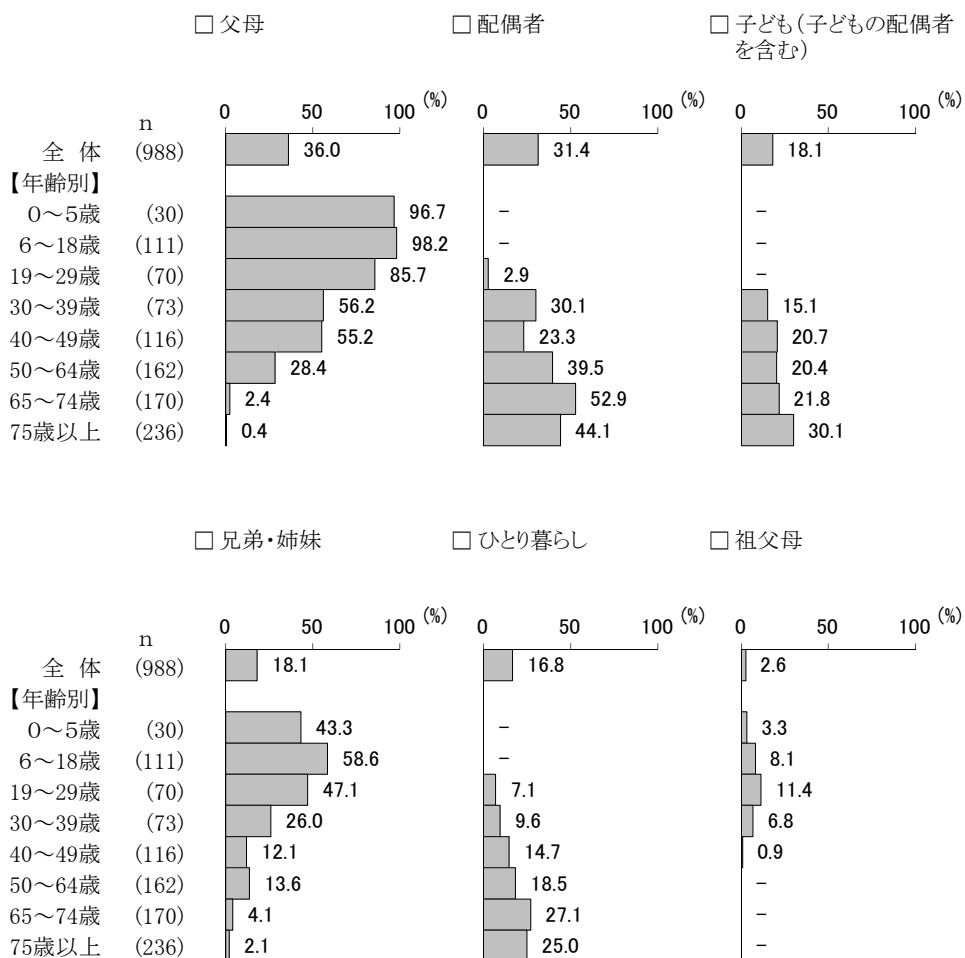 □ 父母 □ 配偶者 □ 子ども（子どもの配偶者
を含む）
0 50 100 (%) 0 50 100 (%) 0 50 100 (%)
n
全 体 (988) 36.0 31.4 18.1
【年齢別】
0～5歳 (30) 96.7 － －
6～18歳 (111) 98.2 － －
19～29歳 (70) 85.7 2.9 －
30～39歳 (73) 56.2 30.1 15.1
40～49歳 (116) 55.2 23.3 20.7
50～64歳 (162) 28.4 39.5 20.4
65～74歳 (170) 2.4 52.9 21.8
75歳以上 (236) 0.4 44.1 30.1
□ 兄弟・姉妹 □ ひとり暮らし □ 祖父母
0 50 100 (%) 0 50 100 (%) 0 50 100 (%)
n
全 体 (988) 18.1 16.8 2.6
【年齢別】
0～5歳 (30) 43.3 － 3.3
6～18歳 (111) 58.6 － 8.1
19～29歳 (70) 47.1 7.1 11.4
30～39歳 (73) 26.0 9.6 6.8
40～49歳 (116) 12.1 14.7 0.9
50～64歳 (162) 13.6 18.5 －
65～74歳 (170) 4.1 27.1 －
75歳以上 (236) 2.1 25.0 －